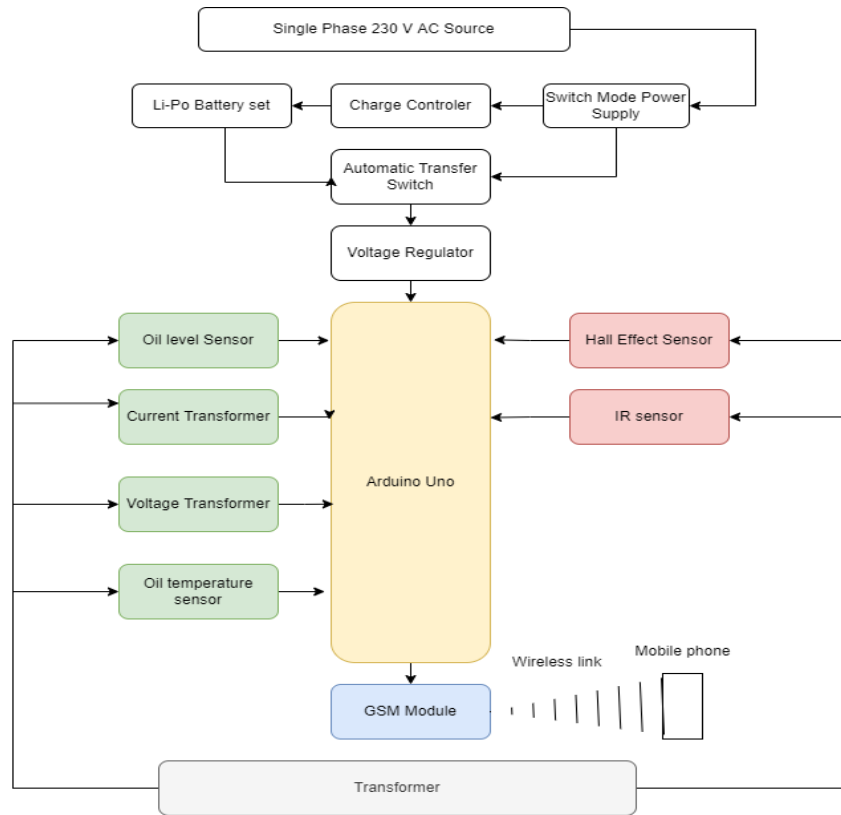 Single Phase 230 V AC Source
Li-Po Battery set
Charge Controler
Switch Mode Power
Supply
Automatic Transfer
Switch
Voltage Regulator
Oil level Sensor
Hall Effect Sensor
Current Transformer
IR sensor
Arduino Uno
Voltage Transformer
Oil temperature
sensor
Wireless link
Mobile phone
GSM Module
Transformer